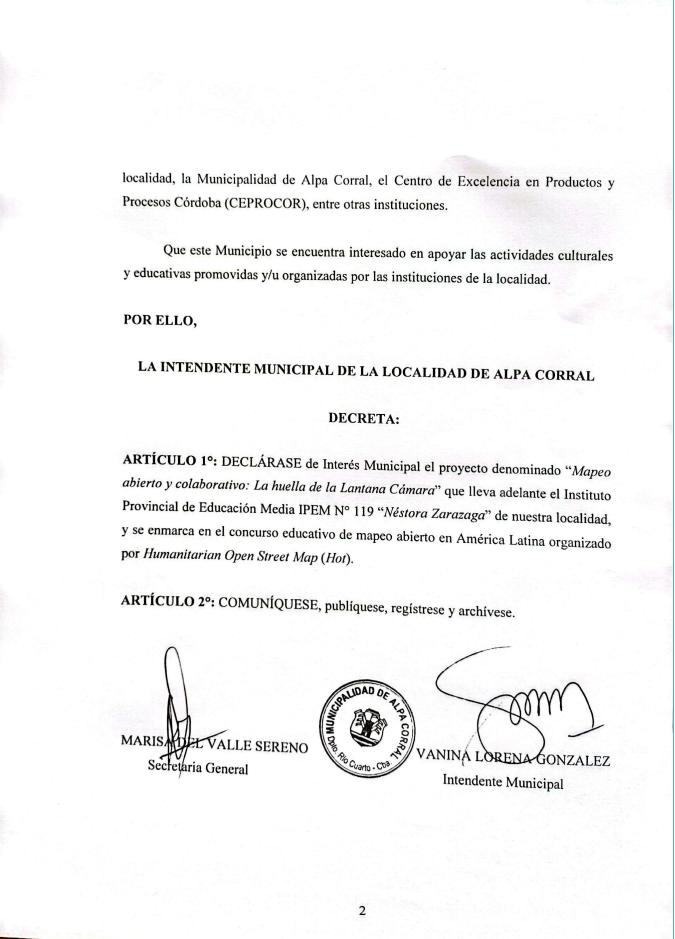 localidad, la Municipalidad de Alpa Corral, el Centro de Excelencia en Productos y
Procesos Córdoba (CEPROCOR), entre otras instituciones.
Que este Municipio se encuentra interesado en apoyar las actividades culturales
y educativas promovidas y/u organizadas por las instituciones de la localidad.
POR ELLO,
LA INTENDENTE MUNICIPAL DE LA LOCALIDAD DE ALPA CORRAL
DECRETA:
ARTÍCULO 1º: DECLÁRASE de Interés Municipal el proyecto denominado “Mapeo
abierto y colaborativo: La huella de la Lantana Cámara” que lleva adelante el Instituto
Provincial de Educación Media IPEM N° 119 “Néstora Zarazaga” de nuestra localidad,
y se enmarca en el concurso educativo de mapeo abierto en América Latina organizado
por Humanitarian Open Street Map (Hot).
ARTÍCULO 2º: COMUNÍQUESE, publíquese, regístrese y archívese.
MARISA DEL VALLE SERENO
Secretaria General
MUNICIPALIDAD DE ALPA CORRAL
Dpto. Río Cuarto - Cba
VANINA LORENA GONZALEZ
Intendente Municipal
2